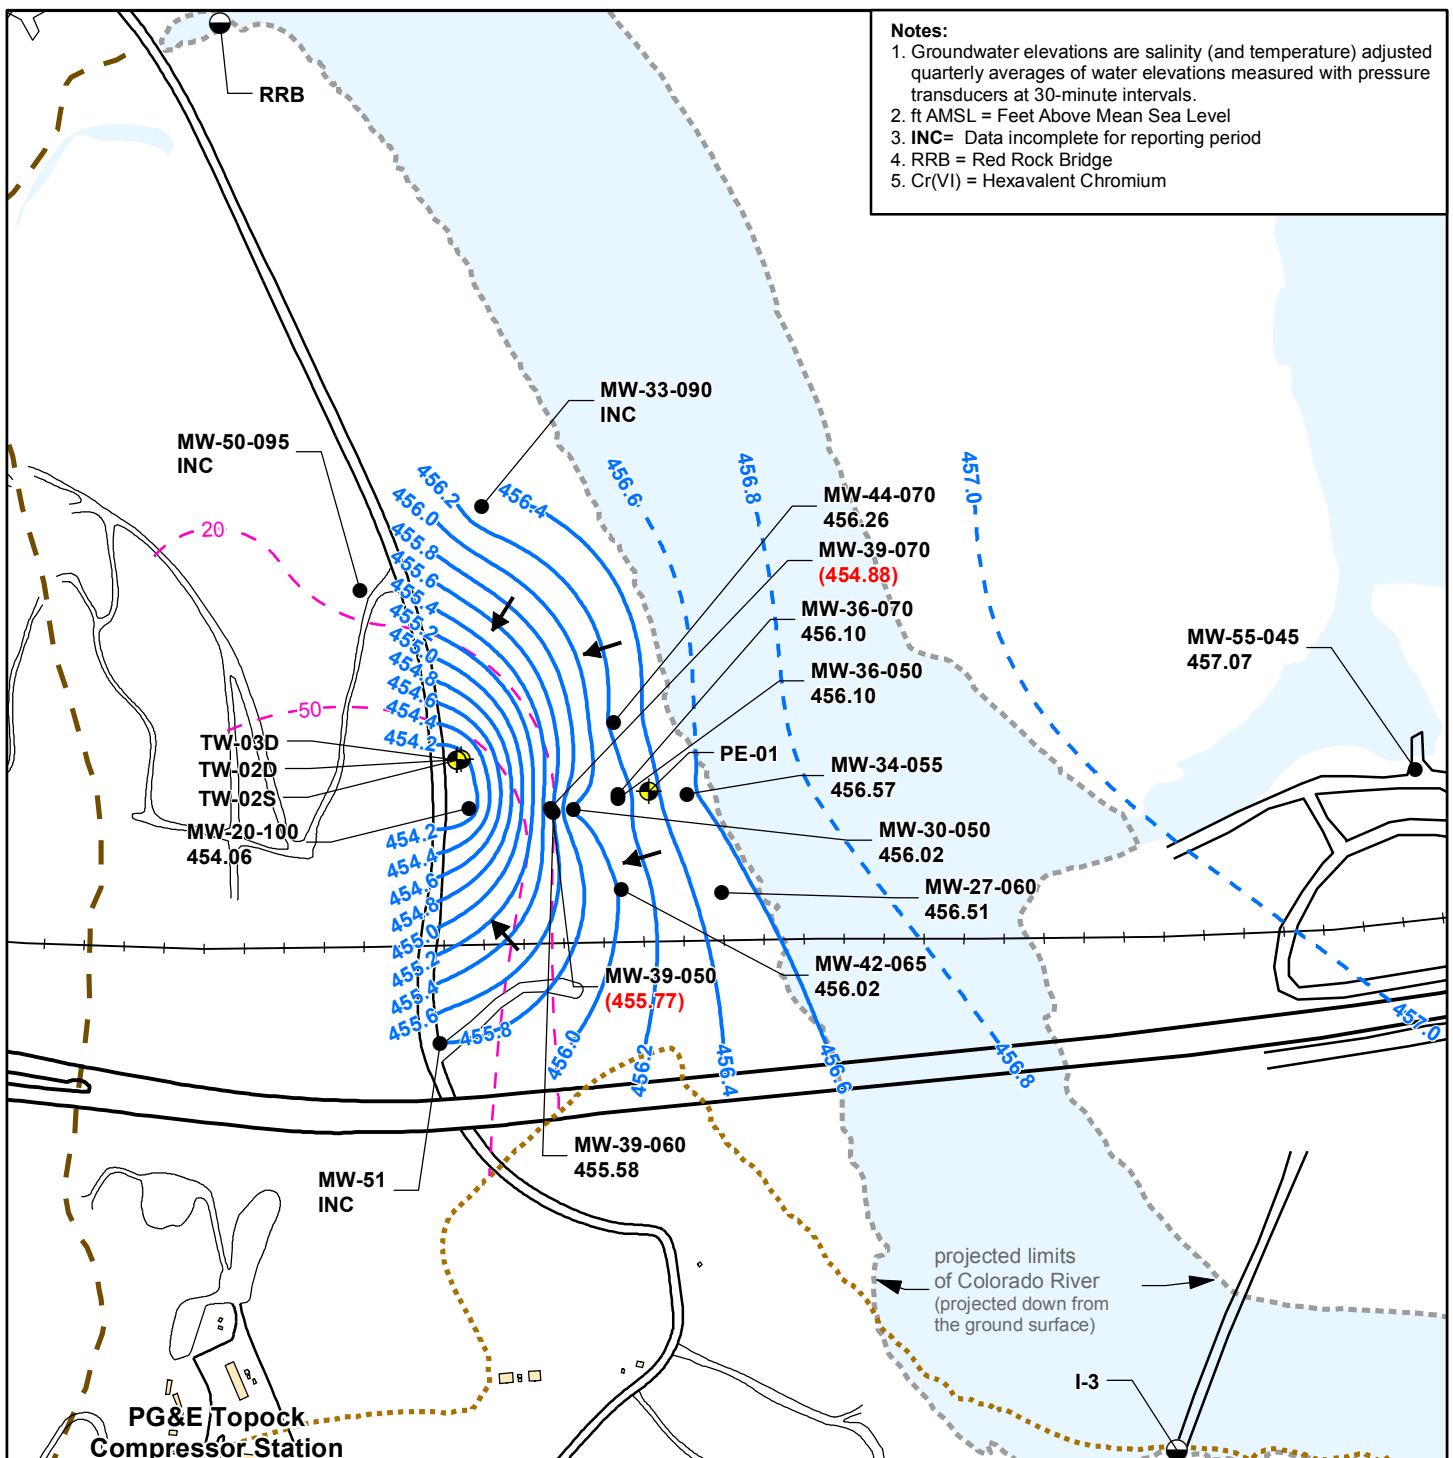 Notes:
1. Groundwater elevations are salinity (and temperature) adjusted
quarterly averages of water elevations measured with pressure
transducers at 30-minute intervals.
2. ft AMSL = Feet Above Mean Sea Level
3. INC= Data incomplete for reporting period
4. RRB = Red Rock Bridge
5. Cr(VI) = Hexavalent Chromium
RRB
MW-33-090
INC
MW-50-095
INC
456.2
456.4
456.6
456.8
457.0
456.0
455.8
455.6
455.4
455.2
455.0
454.8
454.6
454.4
454.2
20
50
MW-44-070
456.26
MW-39-070
(454.88)
MW-36-070
456.10
MW-36-050
456.10
MW-55-045
457.07
PE-01
TW-03D
TW-02D
TW-02S
MW-34-055
456.57
MW-20-100
454.06
MW-30-050
456.02
MW-27-060
456.51
MW-42-065
456.02
MW-39-050
(455.77)
454.2
454.4
454.6
454.8
455.0
455.2
455.4
455.6
455.8
456.0
456.2
456.4
456.6
456.8
457.0
MW-39-060
455.58
MW-51
INC
projected limits
of Colorado River
(projected down from
the ground surface)
I-3
PG&E Topock
Compressor Station